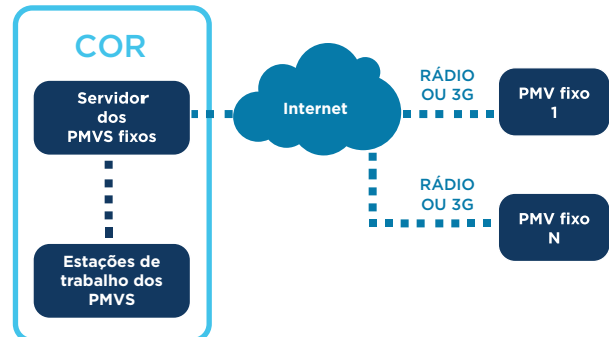 COR
Servidor
dos
PMVS fixos
Estações de
trabalho dos
PMVS
Internet
RÁDIO
OU 3G
PMV fixo
1
RÁDIO
OU 3G
PMV fixo
N